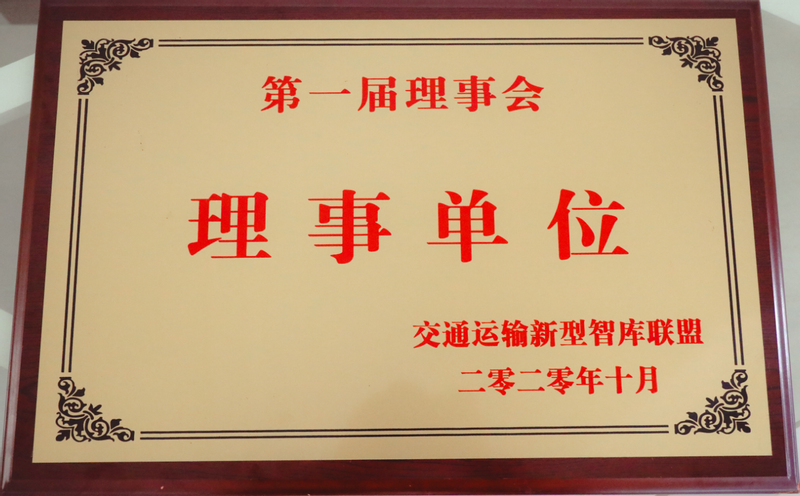 第一届理事会
理事单位
交通运输新型智库联盟
二零二零年十月